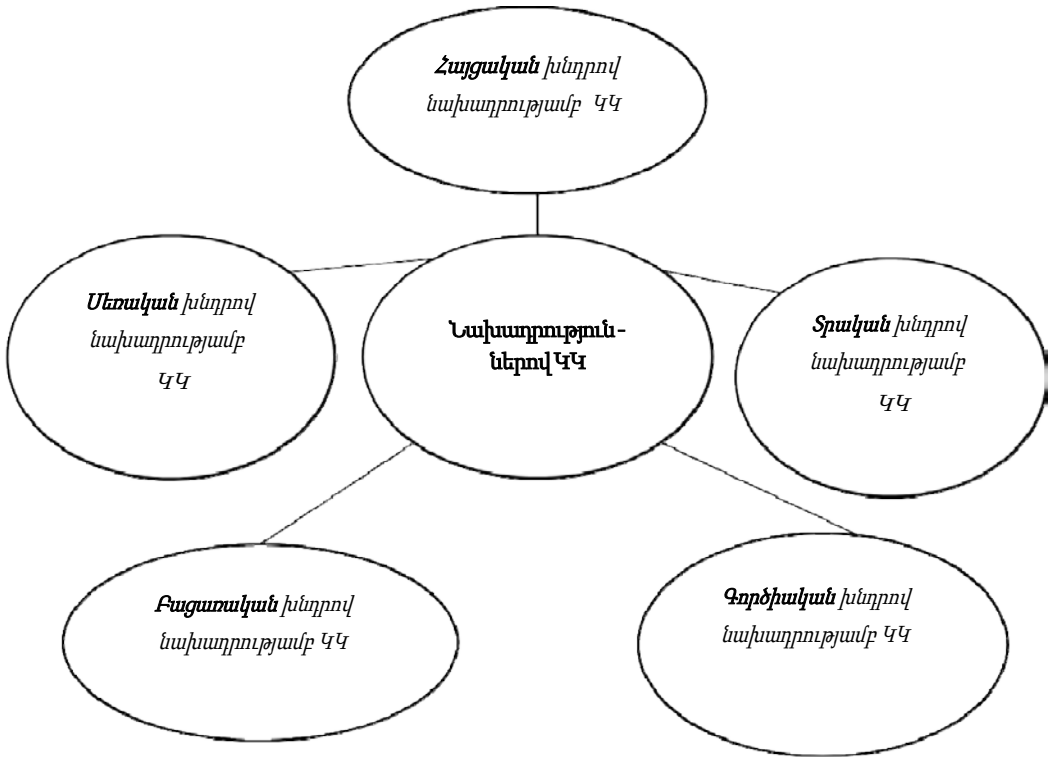 Հայցական խնդրով
նախադրությամբ ԿԿ
Սեռական խնդրով
նախադրությամբ
ԿԿ
Նախադրություն-
ներով ԿԿ
Տրական խնդրով
նախադրությամբ
ԿԿ
Բացառական խնդրով
նախադրությամբ ԿԿ
Գործիական խնդրով
նախադրությամբ ԿԿ